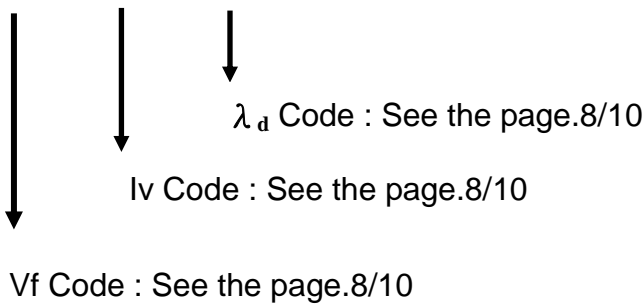 λ d Code : See the page.8/10
Iv Code : See the page.8/10
Vf Code : See the page.8/10